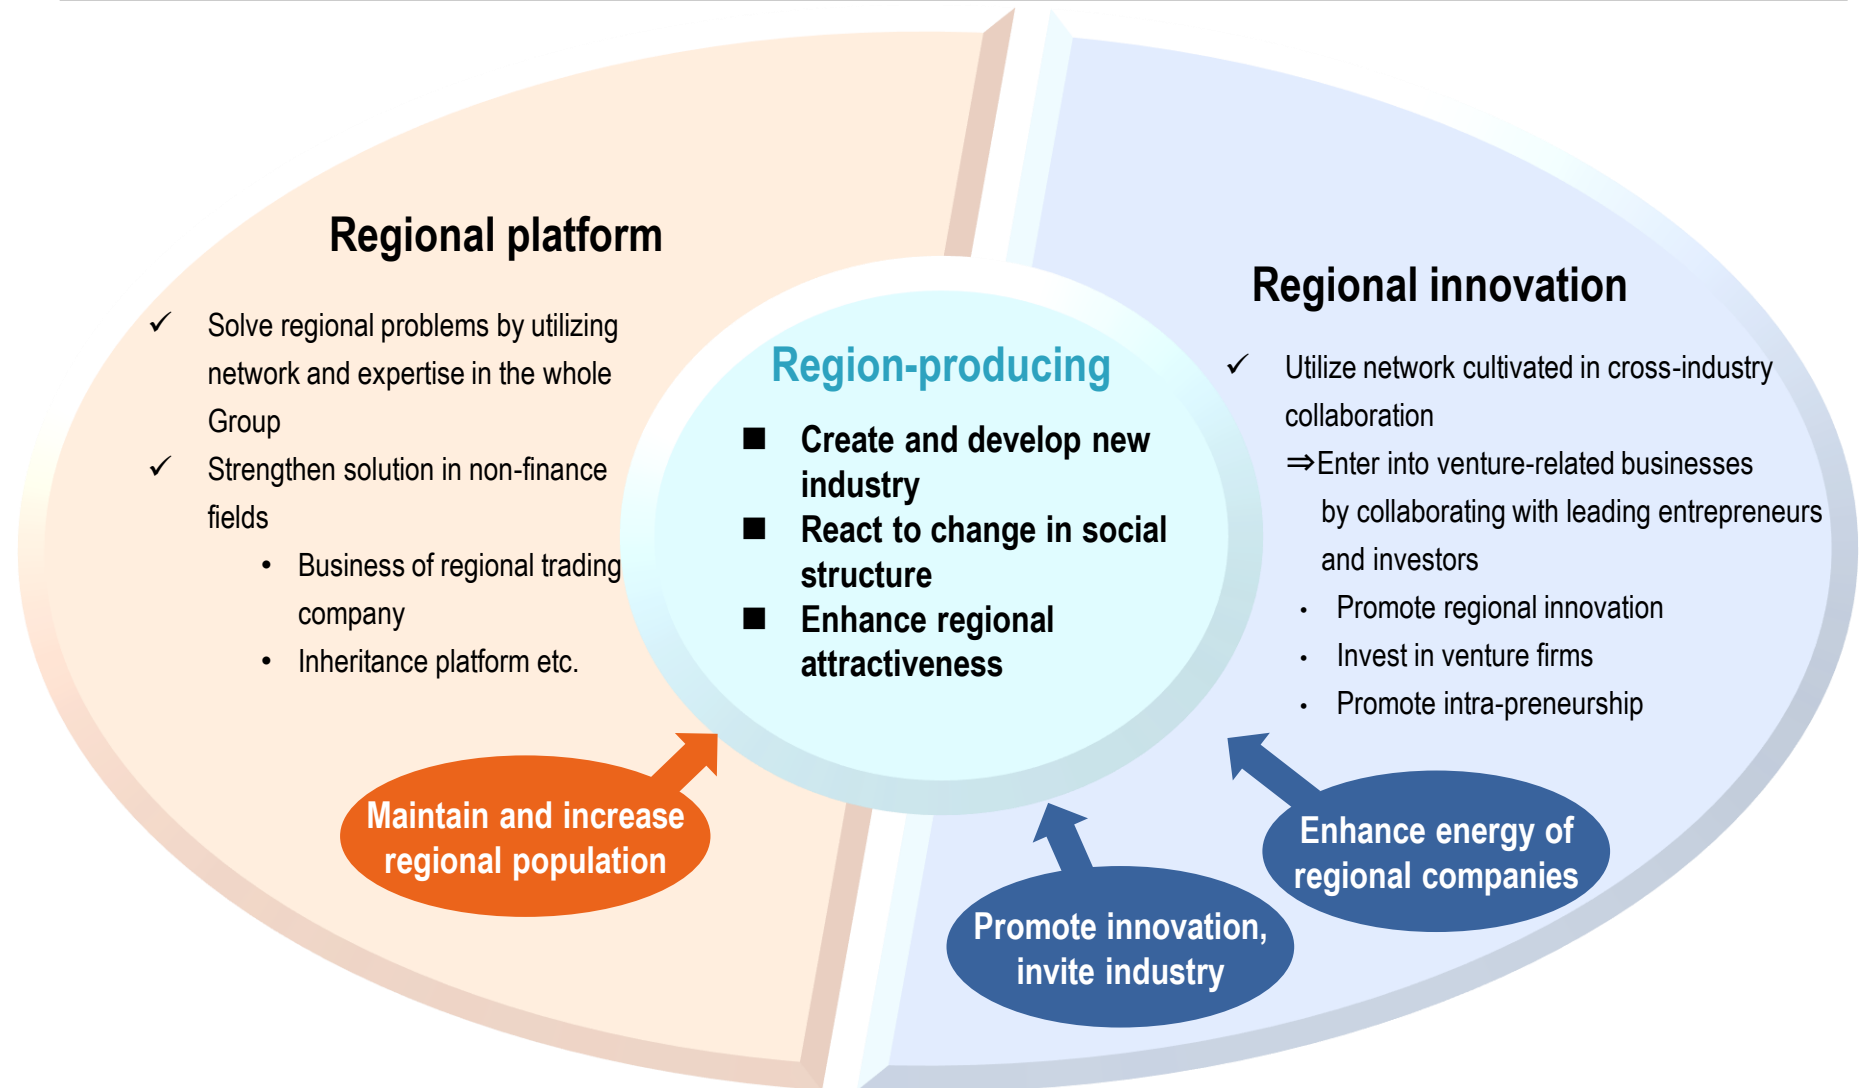 Regional platform
✓ Solve regional problems by utilizing
network and expertise in the whole
Group
✓ Strengthen solution in non-finance
fields
• Business of regional trading
company
• Inheritance platform etc.
Maintain and increase
regional population
Region-producing
■ Create and develop new
industry
■ React to change in social
structure
■ Enhance regional
attractiveness
Regional innovation
✓ Utilize network cultivated in cross-industry
collaboration
⇒Enter into venture-related businesses
by collaborating with leading entrepreneurs
and investors
• Promote regional innovation
• Invest in venture firms
• Promote intra-preneurship
Enhance energy of
regional companies
Promote innovation,
invite industry